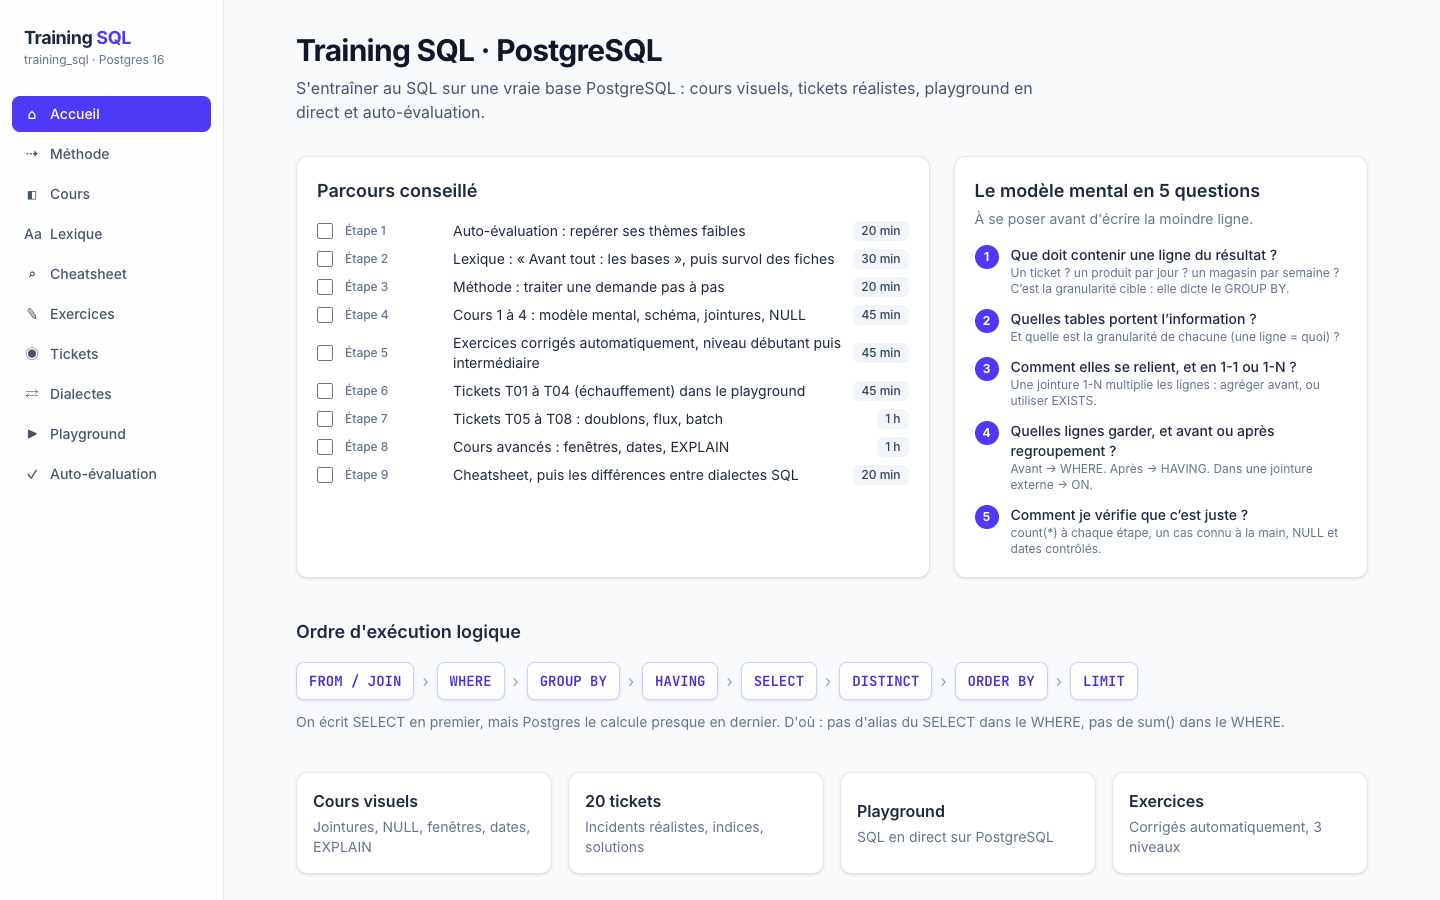 Training SQL
training_sql · Postgres 16
Accueil
Méthode
Cours
Aa Lexique
Cheatsheet
Exercices
Tickets
Dialectes
Playground
Auto-évaluation
Training SQL · PostgreSQL
S'entraîner au SQL sur une vraie base PostgreSQL : cours visuels, tickets réalistes, playground en
direct et auto-évaluation.
Parcours conseillé
Étape 1 Auto-évaluation : repérer ses thèmes faibles 20 min
Étape 2 Lexique : « Avant tout : les bases », puis survol des fiches 30 min
Étape 3 Méthode : traiter une demande pas à pas 20 min
Étape 4 Cours 1 à 4 : modèle mental, schéma, jointures, NULL 45 min
Étape 5 Exercices corrigés automatiquement, niveau débutant puis
intermédiaire 45 min
Étape 6 Tickets T01 à T04 (échauffement) dans le playground 45 min
Étape 7 Tickets T05 à T08 : doublons, flux, batch 1 h
Étape 8 Cours avancés : fenêtres, dates, EXPLAIN 1 h
Étape 9 Cheatsheet, puis les différences entre dialectes SQL 20 min
Le modèle mental en 5 questions
À se poser avant d'écrire la moindre ligne.
1 Que doit contenir une ligne du résultat ?
Un ticket ? un produit par jour ? un magasin par semaine ?
C’est la granularité cible : elle dicte le GROUP BY.
2 Quelles tables portent l’information ?
Et quelle est la granularité de chacune (une ligne = quoi) ?
3 Comment elles se relient, et en 1-1 ou 1-N ?
Une jointure 1-N multiplie les lignes : agréger avant, ou
utiliser EXISTS.
4 Quelles lignes garder, et avant ou après
regroupement ?
Avant → WHERE. Après → HAVING. Dans une jointure
externe → ON.
5 Comment je vérifie que c’est juste ?
count(*) à chaque étape, un cas connu à la main, NULL et
dates contrôlés.
Ordre d'exécution logique
FROM / JOIN › WHERE › GROUP BY › HAVING › SELECT › DISTINCT › ORDER BY › LIMIT
On écrit SELECT en premier, mais Postgres le calcule presque en dernier. D'où : pas d'alias du SELECT dans le WHERE, pas de sum() dans le WHERE.
Cours visuels
Jointures, NULL, fenêtres, dates,
EXPLAIN
20 tickets
Incidents réalistes, indices,
solutions
Playground
SQL en direct sur PostgreSQL
Exercices
Corrigés automatiquement, 3
niveaux